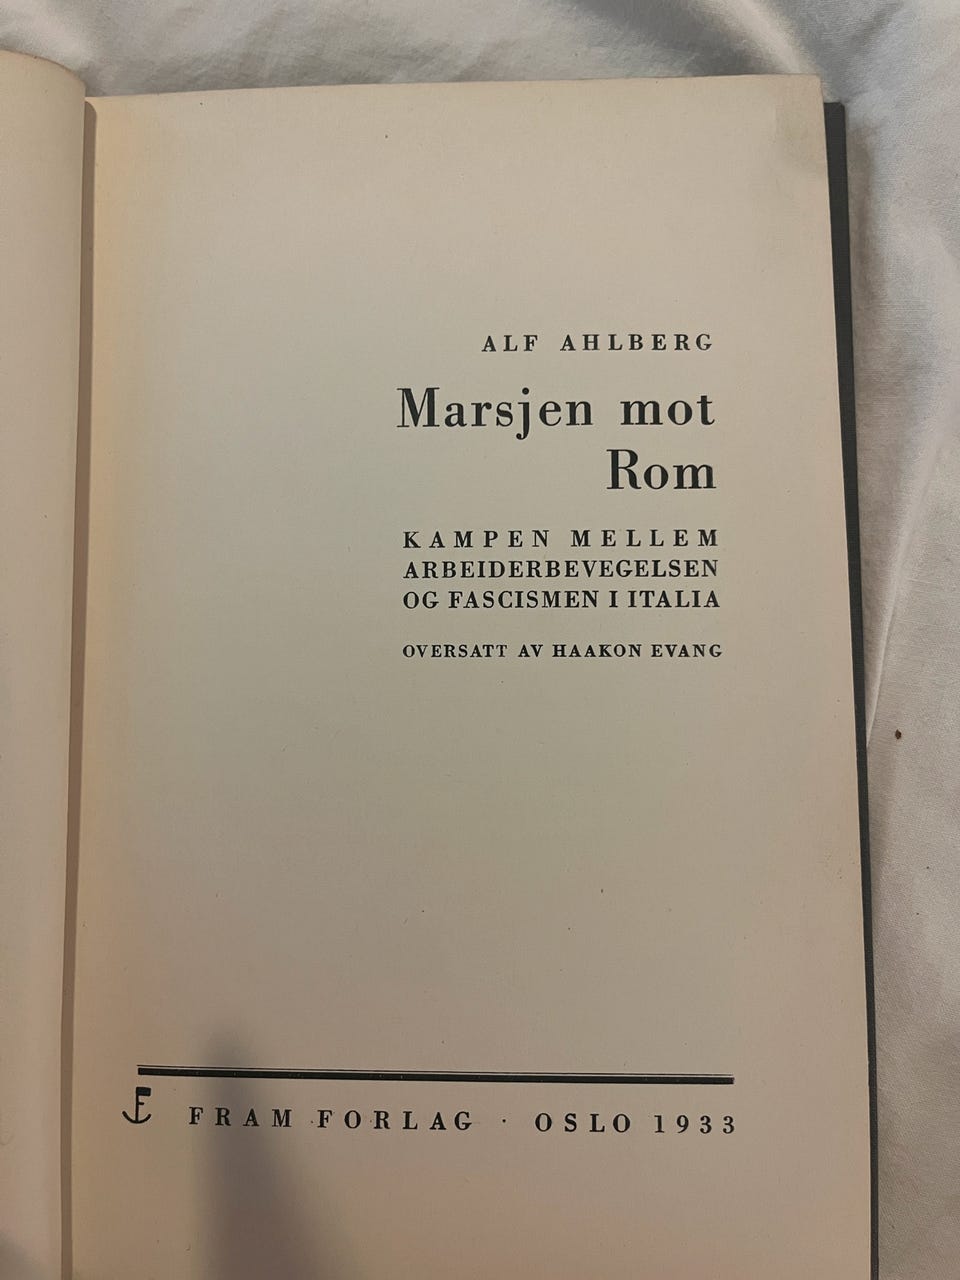 ALF AHLBERG
Marsjen mot
Rom
KAMPEN MELLEM
ARBEIDERBEVEGELSEN
OG FASCISMEN I ITALIA
OVERSATT AV HAAKON EVANG
FRAM FORLAG · OSLO 1933